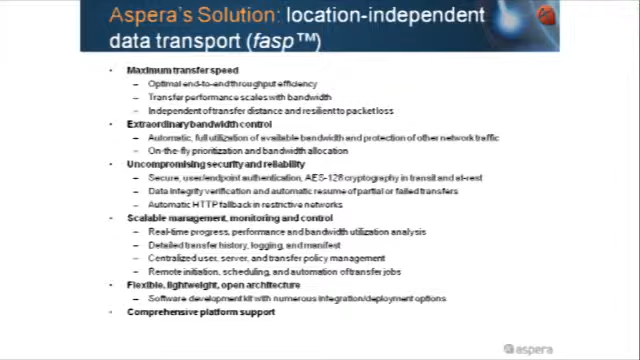 Aspera's Solution: location-independent
data transport (fasp™)
• Maximum transfer speed
– Optimal end-to-end throughput efficiency
– Transfer performance scales with bandwidth
– Independent of transfer distance and resilient to packet loss
• Extraordinary bandwidth control
– Automatic, full utilization of available bandwidth and protection of other network traffic
– On-the-fly prioritization and bandwidth allocation
• Uncompromising security and reliability
– Secure, user/endpoint authentication, AES-128 cryptography in transit and at-rest
– Data integrity verification and automatic resume of partial or failed transfers
– Automatic HTTP fallback in restrictive networks
• Scalable management, monitoring and control
– Real-time progress, performance and bandwidth utilization analysis
– Detailed transfer history, logging, and manifest
– Centralized user, server, and transfer policy management
– Remote initiation, scheduling, and automation of transfer jobs
• Flexible, lightweight, open architecture
– Software development kit with numerous integration/deployment options
• Comprehensive platform support
aspera